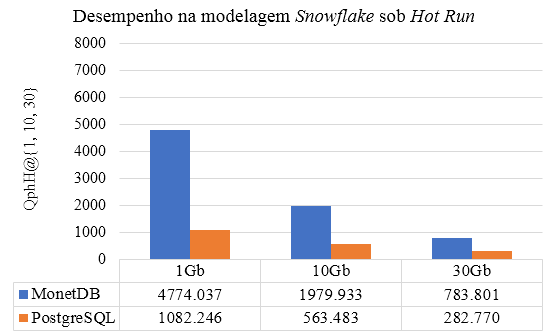 Desempenho na modelagem Snowflake sob Hot Run
QphH@{1, 10, 30}
8000
7000
6000
5000
4000
3000
2000
1000
0
1Gb 10Gb 30Gb
MonetDB 4774.037 1979.933 783.801
PostgreSQL 1082.246 563.483 282.770